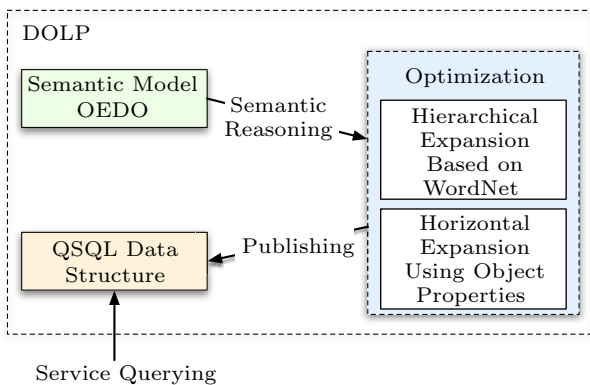 DOLP
Semantic Model
OEDO
Semantic
Reasoning
Optimization
Hierarchical
Expansion
Based on
WordNet
Horizontal
Expansion
Using Object
Properties
Publishing
QSQL Data
Structure
Service Querying